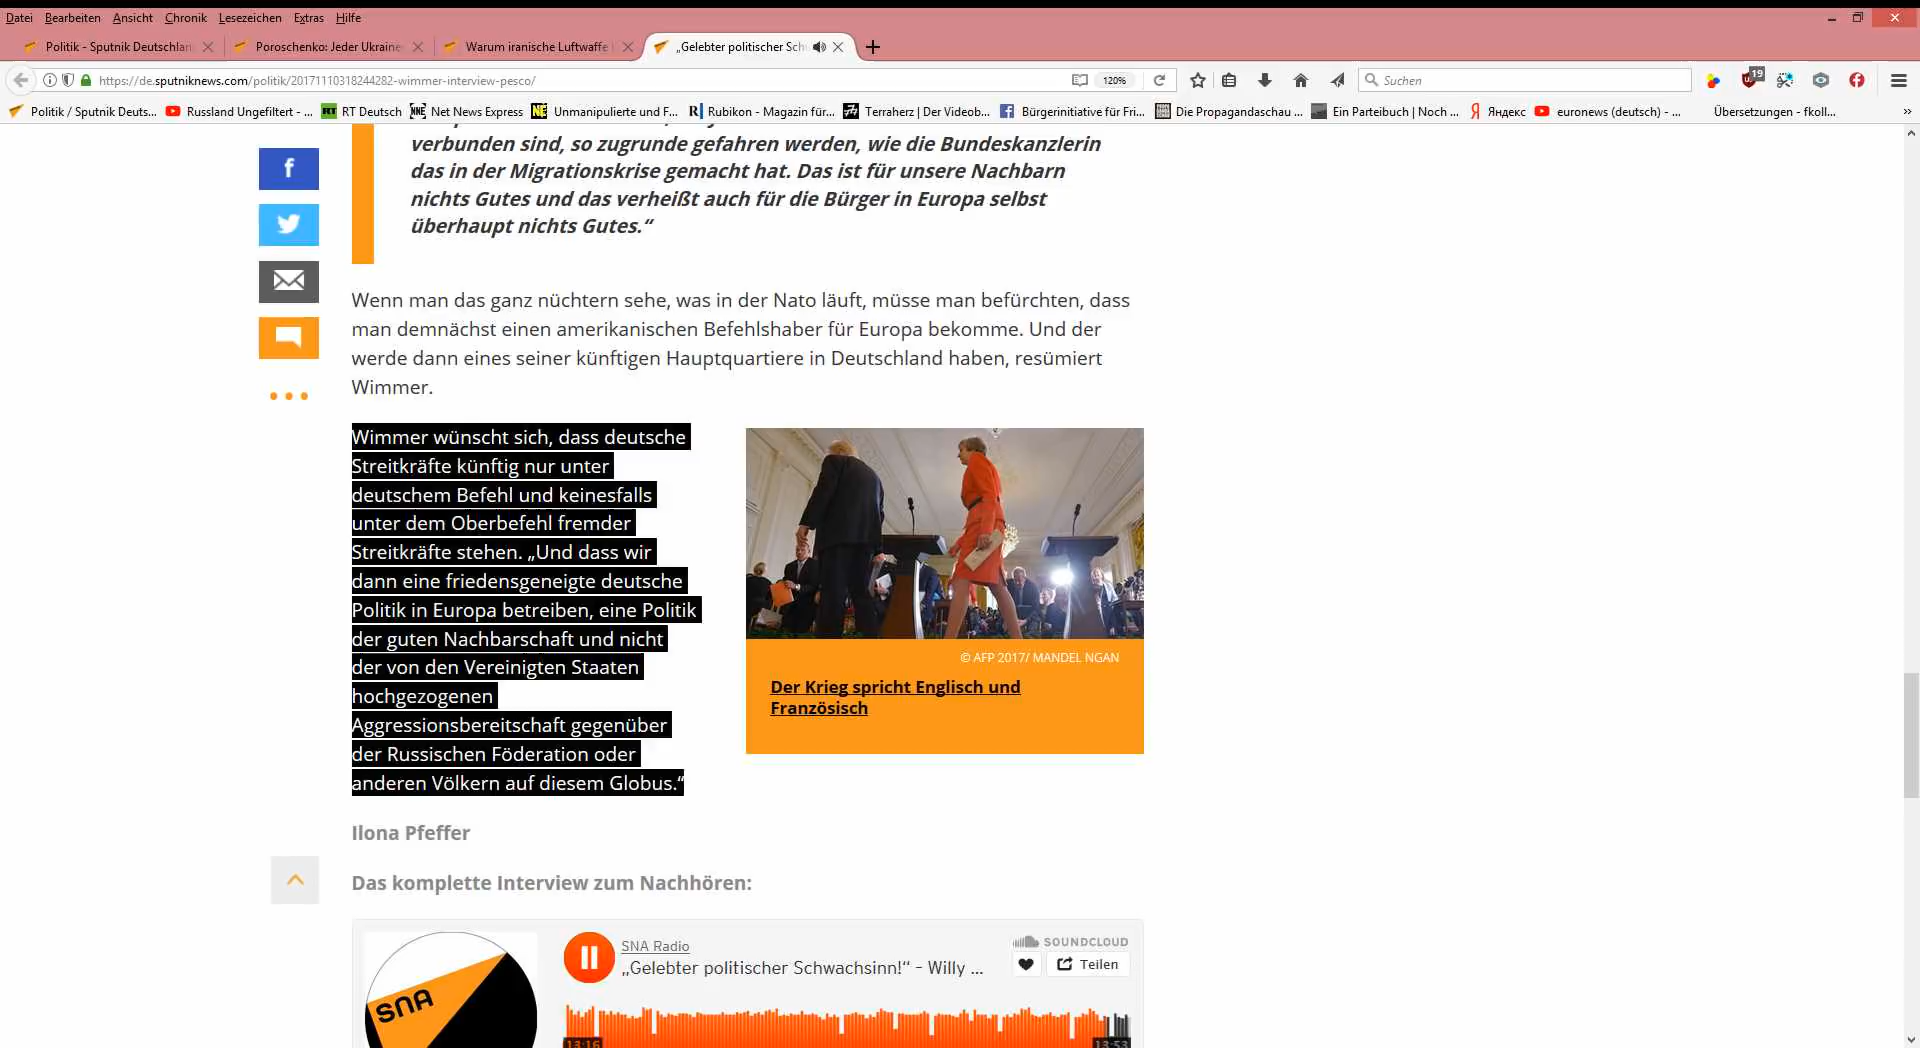 Datei Bearbeiten Ansicht Chronik Lesezeichen Extras Hilfe
Politik - Sputnik Deutschlan
Poroschenko: Jeder Ukraine
Warum iranische Luftwaffe
„Gelebter politischer Sch
https://de.sputniknews.com/politik/20171110318244282-wimmer-interview-pesco/
120%
Suchen
19
Politik / Sputnik Deuts...
Russland Ungefiltert - ...
RT Deutsch
Net News Express
Unmanipulierte und F...
Rubikon - Magazin für...
Terraherz | Der Videob...
Bürgerinitiative für Fri...
Die Propagandaschau ...
Ein Parteibuch | Noch ...
Яндекс
euronews (deutsch) - ...
Übersetzungen - fkoll...
verbunden sind, so zugrunde gefahren werden, wie die Bundeskanzlerin
das in der Migrationskrise gemacht hat. Das ist für unsere Nachbarn
nichts Gutes und das verheißt auch für die Bürger in Europa selbst
überhaupt nichts Gutes.“
Wenn man das ganz nüchtern sehe, was in der Nato läuft, müsse man befürchten, dass
man demnächst einen amerikanischen Befehlshaber für Europa bekomme. Und der
werde dann eines seiner künftigen Hauptquartiere in Deutschland haben, resümiert
Wimmer.
Wimmer wünscht sich, dass deutsche
Streitkräfte künftig nur unter
deutschem Befehl und keinesfalls
unter dem Oberbefehl fremder
Streitkräfte stehen. „Und dass wir
dann eine friedensgeneigte deutsche
Politik in Europa betreiben, eine Politik
der guten Nachbarschaft und nicht
der von den Vereinigten Staaten
hochgezogenen
Aggressionsbereitschaft gegenüber
der Russischen Föderation oder
anderen Völkern auf diesem Globus.“
© AFP 2017/ MANDEL NGAN
Der Krieg spricht Englisch und
Französisch
Ilona Pfeffer
Das komplette Interview zum Nachhören:
SNA
SNA Radio
„Gelebter politischer Schwachsinn!“ - Willy ...
SOUNDCLOUD
Teilen
13:16
13:53